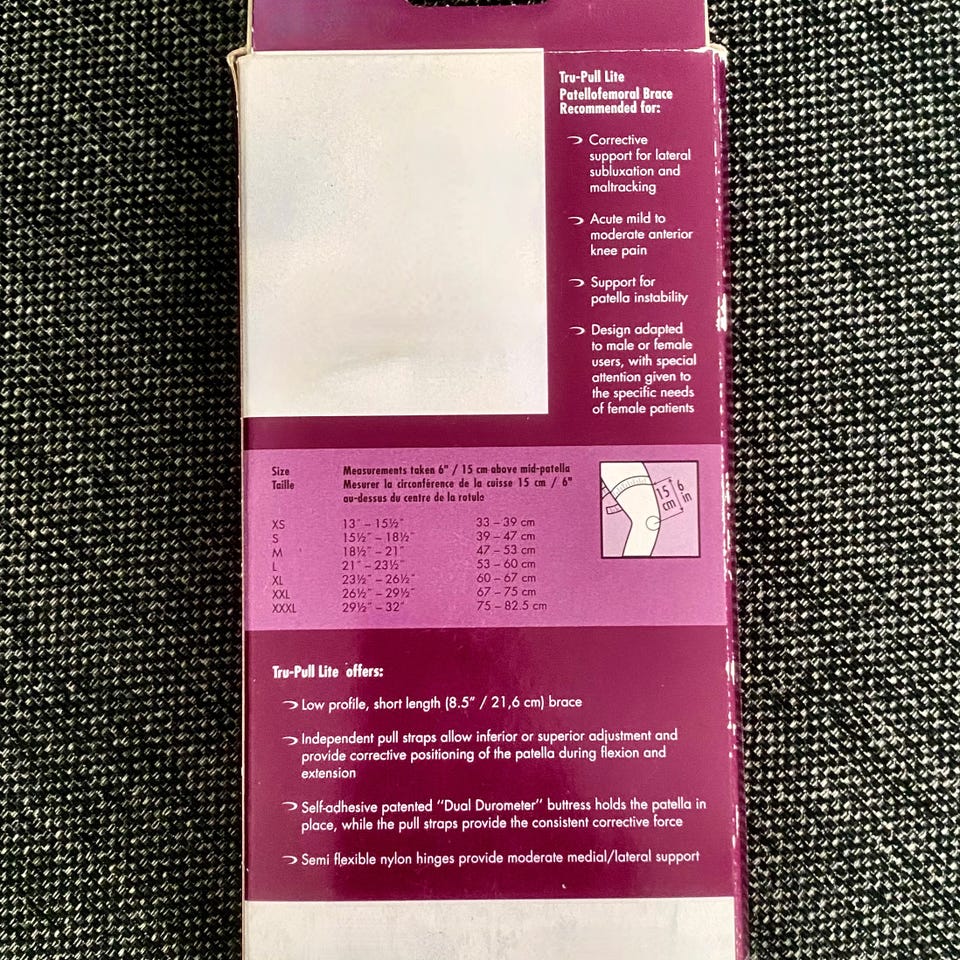 Tru-Pull Lite
Patellofemoral Brace
Recommended for:
Corrective
support for lateral
subluxation and
maltracking
Acute mild to
moderate anterior
knee pain
Support for
patella instability
Design adapted
to male or female
users, with special
attention given to
the specific needs
of female patients
Size Measurements taken 6" / 15 cm above mid-patella
Taille Mesurer la circonférence de la cuisse 15 cm / 6"
au-dessus du centre de la rotule
15 cm 6 in
XS 13" – 15½" 33 – 39 cm
S 15½" – 18½" 39 – 47 cm
M 18½" – 21" 47 – 53 cm
L 21" – 23½" 53 – 60 cm
XL 23½" – 26½" 60 – 67 cm
XXL 26½" – 29½" 67 – 75 cm
XXXL 29½" – 32" 75 – 82.5 cm
Tru-Pull Lite offers:
Low profile, short length (8.5" / 21,6 cm) brace
Independent pull straps allow inferior or superior adjustment and
provide corrective positioning of the patella during flexion and
extension
Self-adhesive patented "Dual Durometer" buttress holds the patella in
place, while the pull straps provide the consistent corrective force
Semi flexible nylon hinges provide moderate medial/lateral support